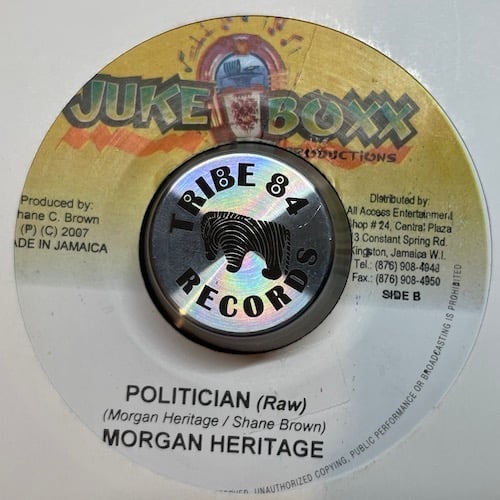 JUKE BOXX
PRODUCTIONS
Produced by:
hane C. Brown
(P) (C) 2007
ADE IN JAMAICA
TRIBE 84
RECORDS
Distributed by:
All Access Entertainment
Shop # 24, Central Plaza
3 Constant Spring Rd.
Kingston, Jamaica W.I.
Tel.: (876) 908-4948
Fax.: (876) 908-4950
SIDE B
POLITICIAN (Raw)
(Morgan Heritage / Shane Brown)
MORGAN HERITAGE
UNAUTHORIZED COPYING, PUBLIC PERFORMANCE OR BROADCASTING IS PROHIBITED